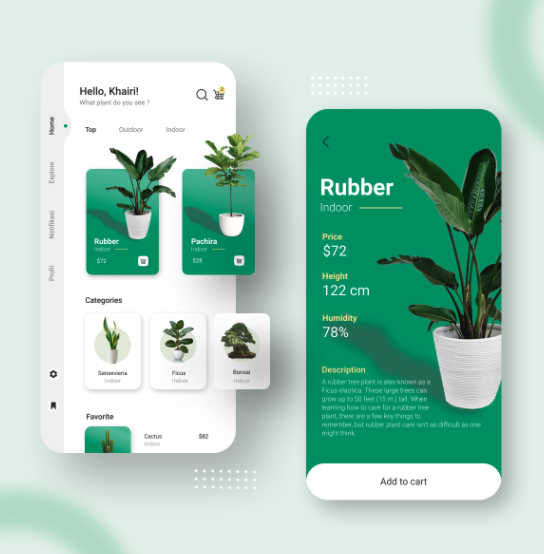 Hello, Khairi!
What plant do you see ?
2
Home
Explore
Notifikasi
Profil
Top
Outdoor
Indoor
Rubber
Indoor
$72
Pachira
Indoor
$28
Categories
Sansevieria
Indoor
Ficus
Indoor
Bonsai
Indoor
Favorite
Cactus
$82
Indoor
Rubber
Indoor
Price
$72
Height
122 cm
Humidity
78%
Description
A rubber tree plant is also known as a
Ficus elastica. These large trees can
grow up to 50 feet (15 m.) tall. When
learning how to care for a rubber tree
plant, there are a few key things to
remember, but rubber plant care isn't as difficult as one
might think.
Add to cart